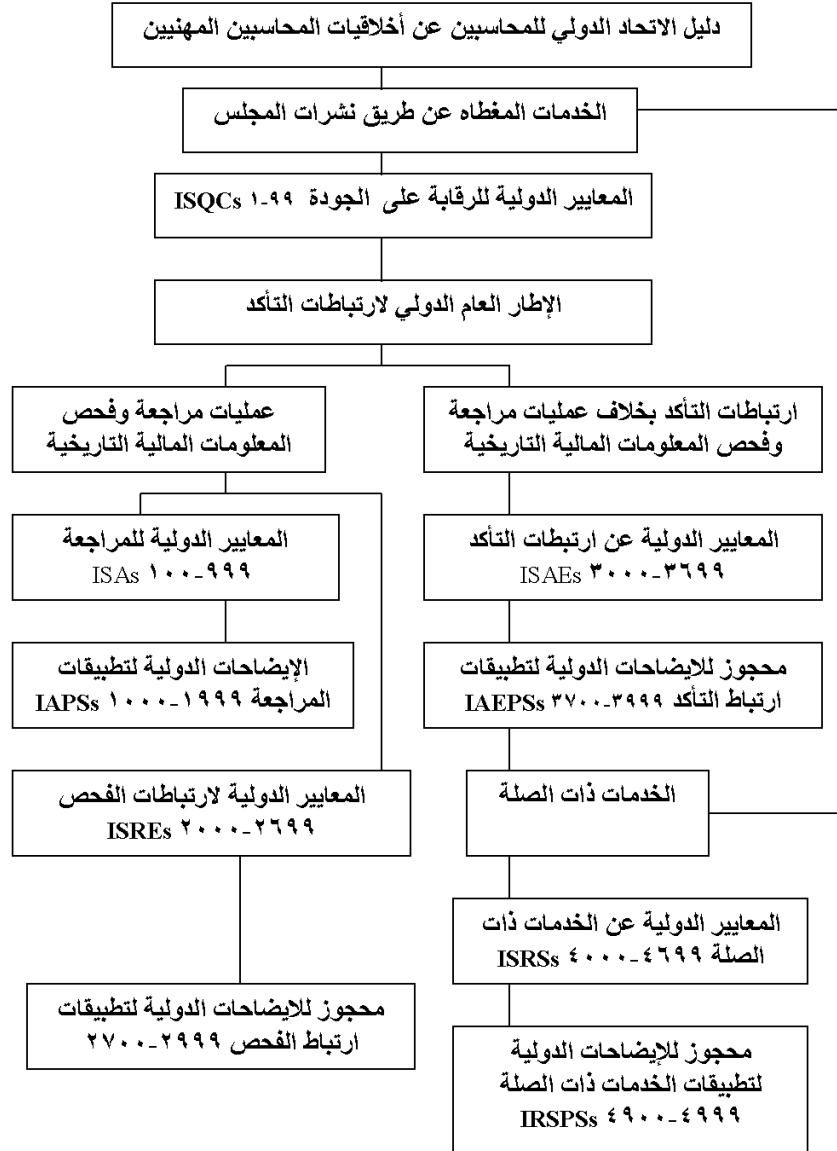 دليل الاتحاد الدولي للمحاسبين عن أخلاقيات المحاسبين المهنيين
الخدمات المغطاه عن طريق نشرات المجلس
المعايير الدولية للرقابة على الجودة ٩٩-١ ISQCs
الإطار العام الدولي لارتباطات التأكد
ارتباطات التأكد بخلاف عمليات مراجعة
وفحص المعلومات المالية التاريخية
عمليات مراجعة وفحص
المعلومات المالية التاريخية
المعايير الدولية عن ارتبطات التأكد
ISAEs ٣٠٠٠-٣٦٩٩
المعايير الدولية للمراجعة
ISAs ١٠٠-٩٩٩
محجوز للايضاحات الدولية لتطبيقات
ارتباط التأكد ٣٩٩٩-٣٧٠٠ IAEPSs
الإيضاحات الدولية لتطبيقات
المراجعة ١٩٩٩-١٠٠٠ IAPSs
الخدمات ذات الصلة
المعايير الدولية لارتباطات الفحص
ISREs ٢٠٠٠-٢٦٩٩
المعايير الدولية عن الخدمات ذات
الصلة ٤٦٩٩-٤٠٠٠ ISRSs
محجوز للايضاحات الدولية لتطبيقات
ارتباط الفحص ٢٩٩٩-٢٧٠٠
محجوز للإيضاحات الدولية
لتطبيقات الخدمات ذات الصلة
IRSPSs ٤٩٠٠-٤٩٩٩